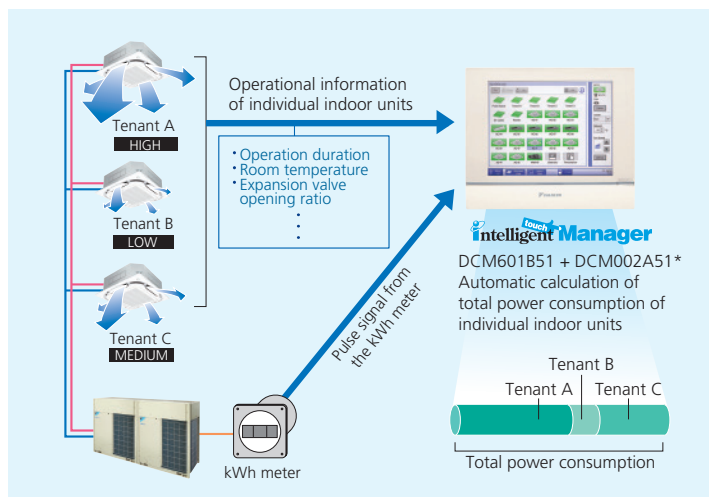 Tenant A
HIGH
Tenant B
LOW
Tenant C
MEDIUM
Operational information
of individual indoor units
・Operation duration
・Room temperature
・Expansion valve
opening ratio
・
・
・
Pulse signal from
the kWh meter
kWh meter
DAIKIN
intelligent touch Manager
DCM601B51 + DCM002A51*
Automatic calculation of
total power consumption of
individual indoor units
Tenant B
Tenant A
Tenant C
Total power consumption